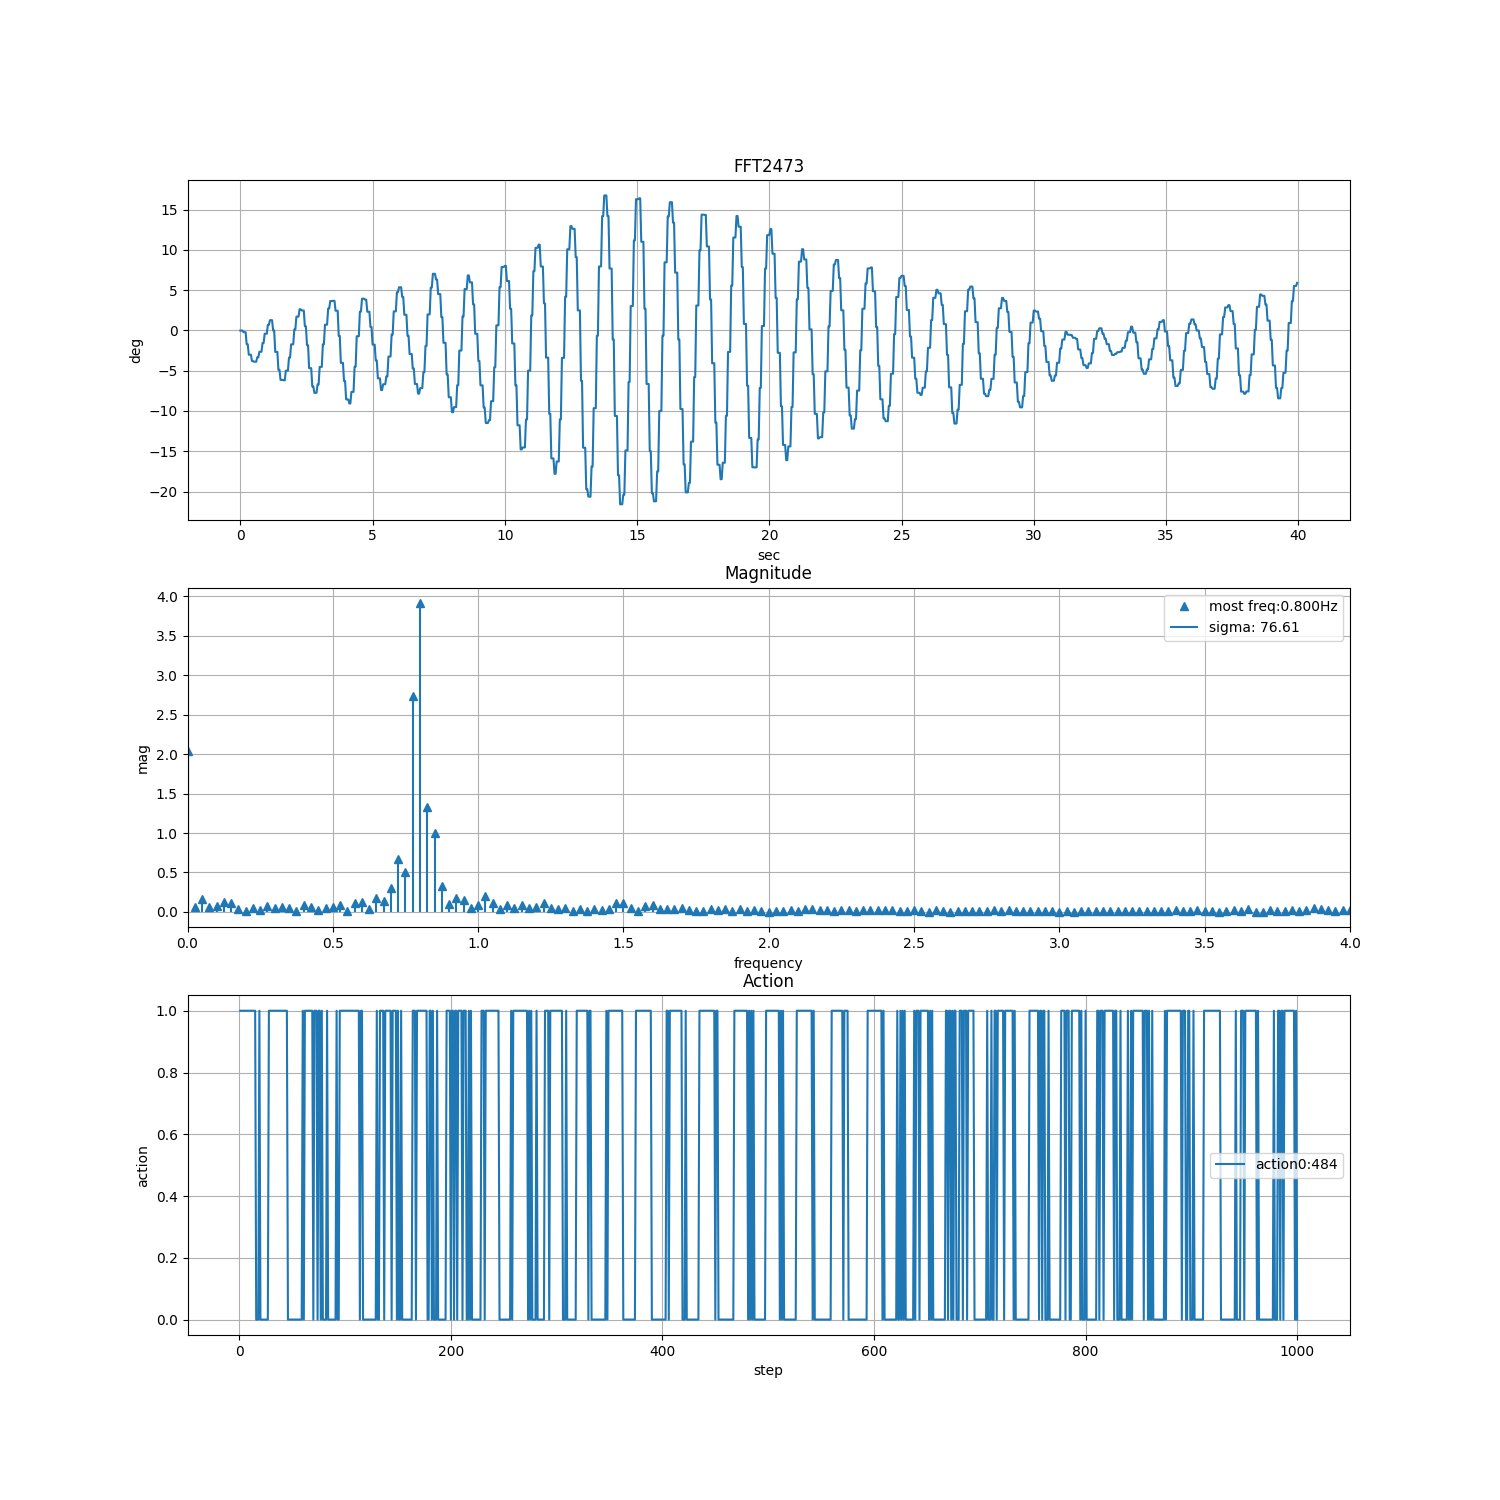 FFT2473
15
10
5
0
−5
−10
−15
−20
deg
0 5 10 15 20 25 30 35 40
sec
Magnitude
4.0
3.5
3.0
2.5
2.0
1.5
1.0
0.5
0.0
mag
most freq:0.800Hz
sigma: 76.61
0.0 0.5 1.0 1.5 2.0 2.5 3.0 3.5 4.0
frequency
Action
1.0
0.8
0.6
0.4
0.2
0.0
action
action0:484
0 200 400 600 800 1000
step